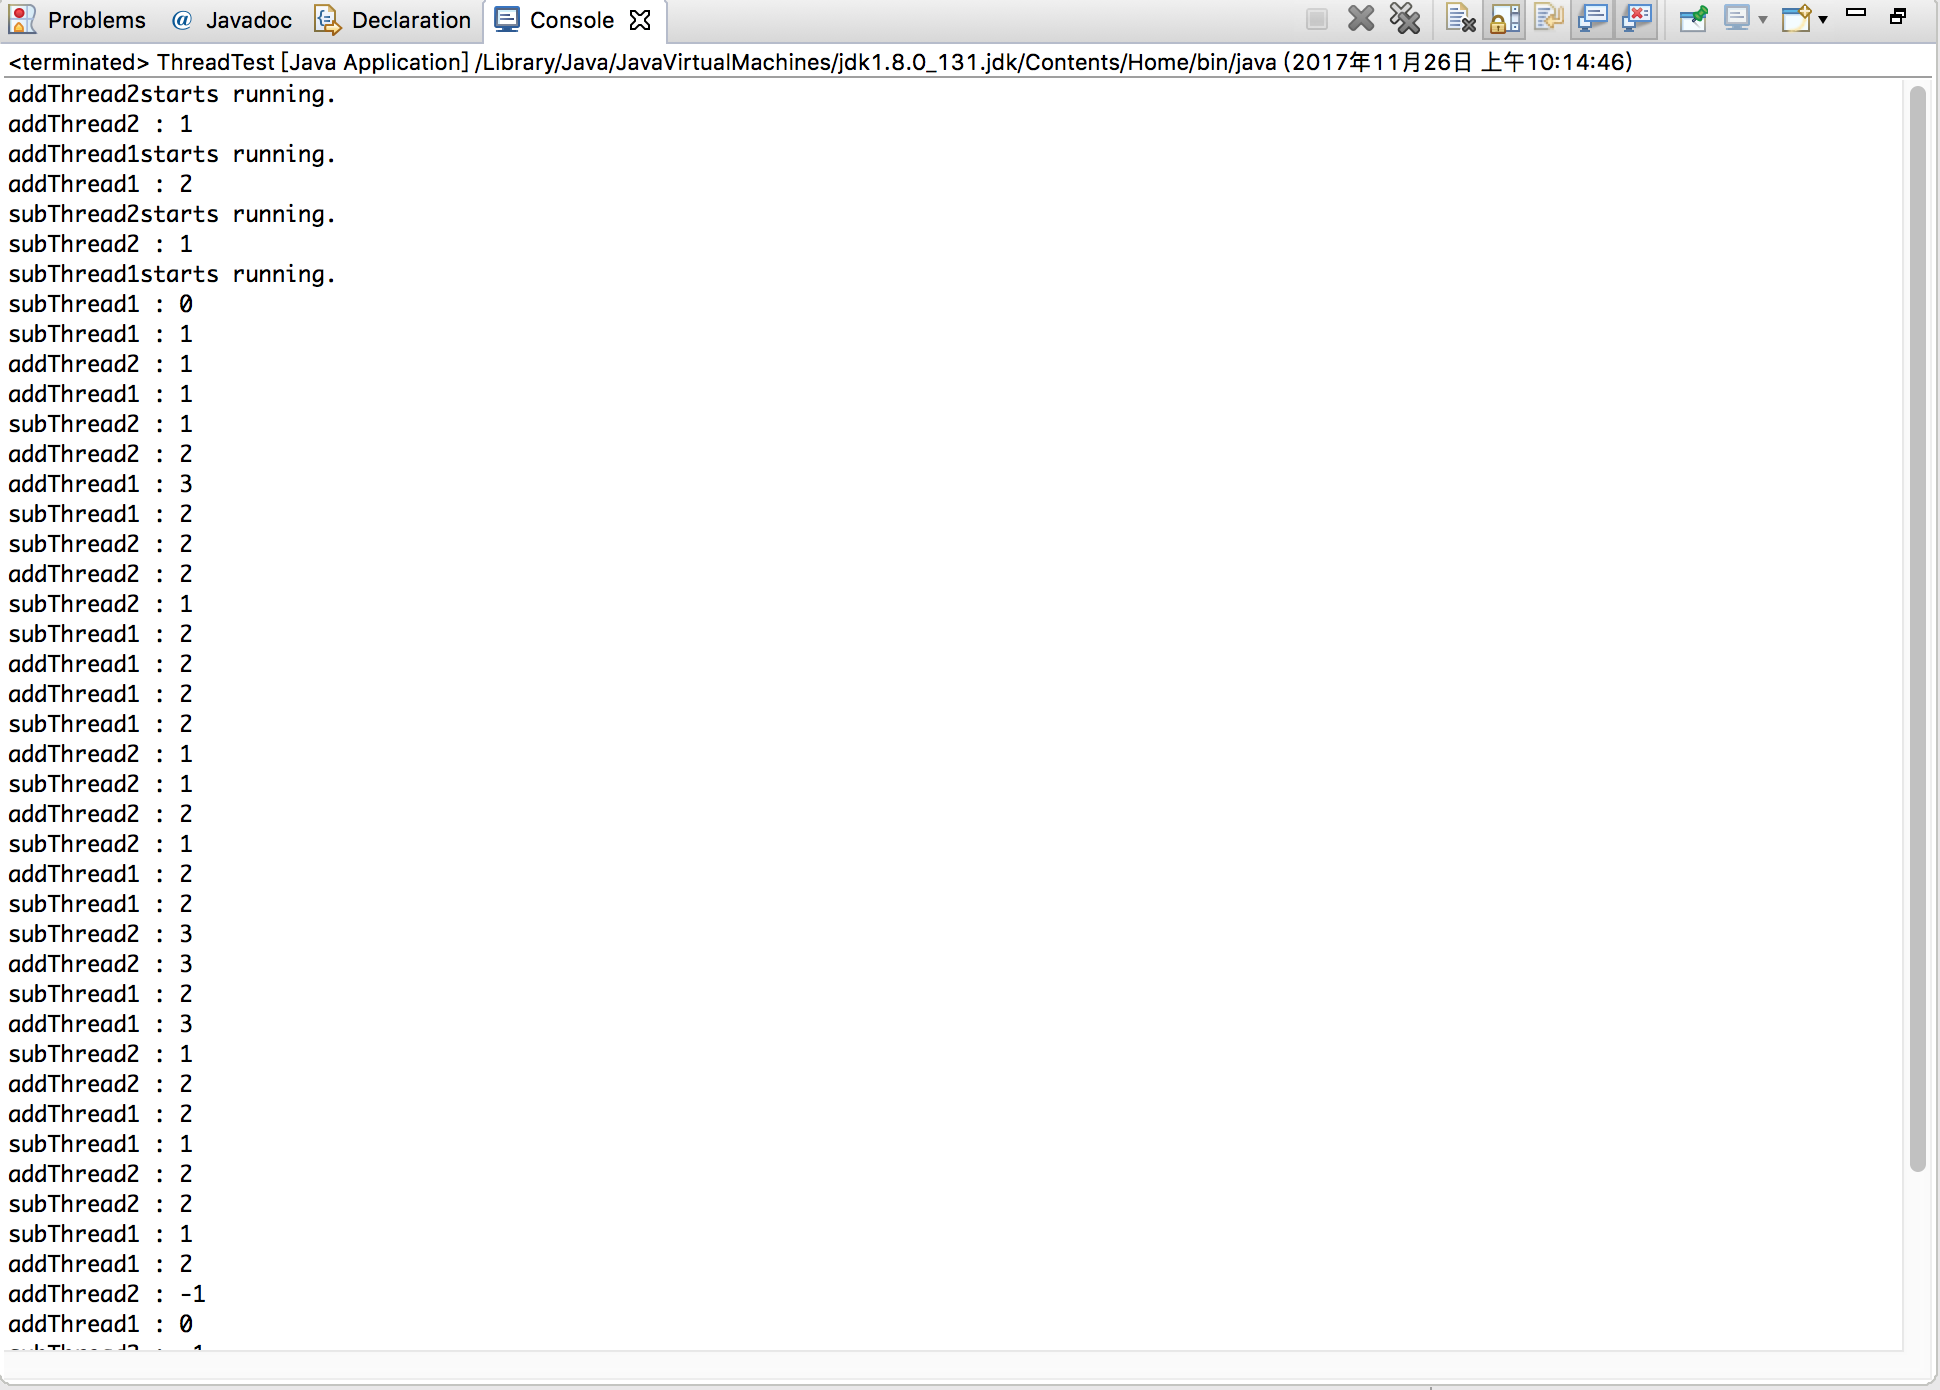 Problems @ Javadoc Declaration Console
<terminated> ThreadTest [Java Application] /Library/Java/JavaVirtualMachines/jdk1.8.0_131.jdk/Contents/Home/bin/java (2017年11月26日 上午10:14:46)
addThread2starts running.
addThread2 : 1
addThread1starts running.
addThread1 : 2
subThread2starts running.
subThread2 : 1
subThread1starts running.
subThread1 : 0
subThread1 : 1
addThread2 : 1
addThread1 : 1
subThread2 : 1
addThread2 : 2
addThread1 : 3
subThread1 : 2
subThread2 : 2
addThread2 : 2
subThread2 : 1
subThread1 : 2
addThread1 : 2
addThread1 : 2
subThread1 : 2
addThread2 : 1
subThread2 : 1
addThread2 : 2
subThread2 : 1
addThread1 : 2
subThread1 : 2
subThread2 : 3
addThread2 : 3
subThread1 : 2
addThread1 : 3
subThread2 : 1
addThread2 : 2
addThread1 : 2
subThread1 : 1
addThread2 : 2
subThread2 : 2
subThread1 : 1
addThread1 : 2
addThread2 : -1
addThread1 : 0